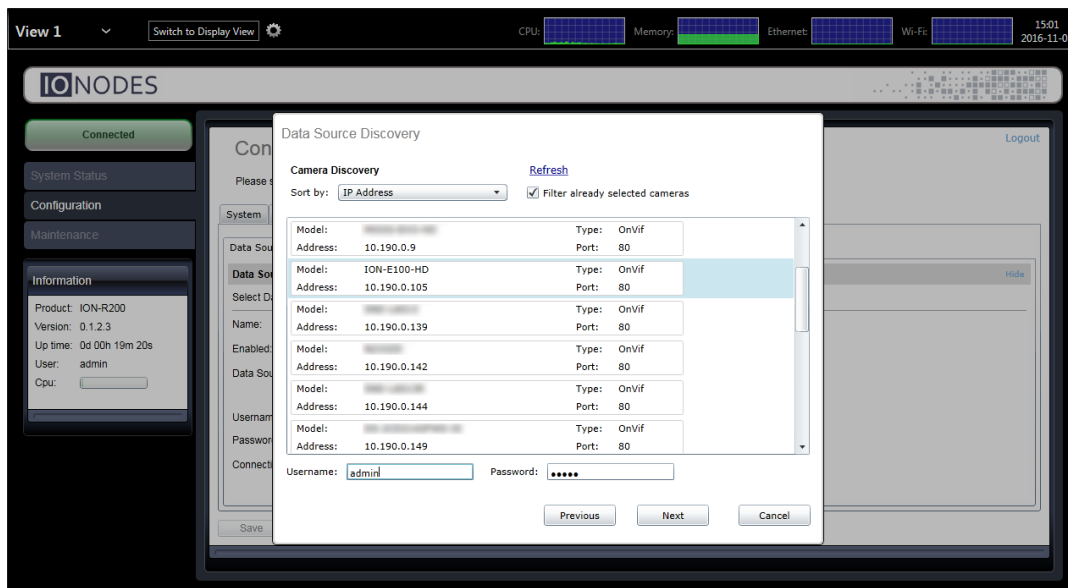 View 1 Switch to Display View CPU: Memory: Ethernet: Wi-Fi: 15:01
2016-11-0
IONODES
Connected
System Status
Configuration
Maintenance
Information
Product: ION-R200
Version: 0.1.2.3
Up time: 0d 00h 19m 20s
User: admin
Cpu:
Con
Logout
Please s
System
Data Sou
Data Sou
Hide
Select Da
Name:
Enabled:
Data Sou
Usernam
Passwor
Connecti
Save
Data Source Discovery
Camera Discovery Refresh
Sort by: IP Address Filter already selected cameras
Model: Type: OnVif
Address: 10.190.0.9 Port: 80
Model: ION-E100-HD Type: OnVif
Address: 10.190.0.105 Port: 80
Model: Type: OnVif
Address: 10.190.0.139 Port: 80
Model: Type: OnVif
Address: 10.190.0.142 Port: 80
Model: Type: OnVif
Address: 10.190.0.144 Port: 80
Model: Type: OnVif
Address: 10.190.0.149 Port: 80
Username: admin Password: •••••
Previous Next Cancel